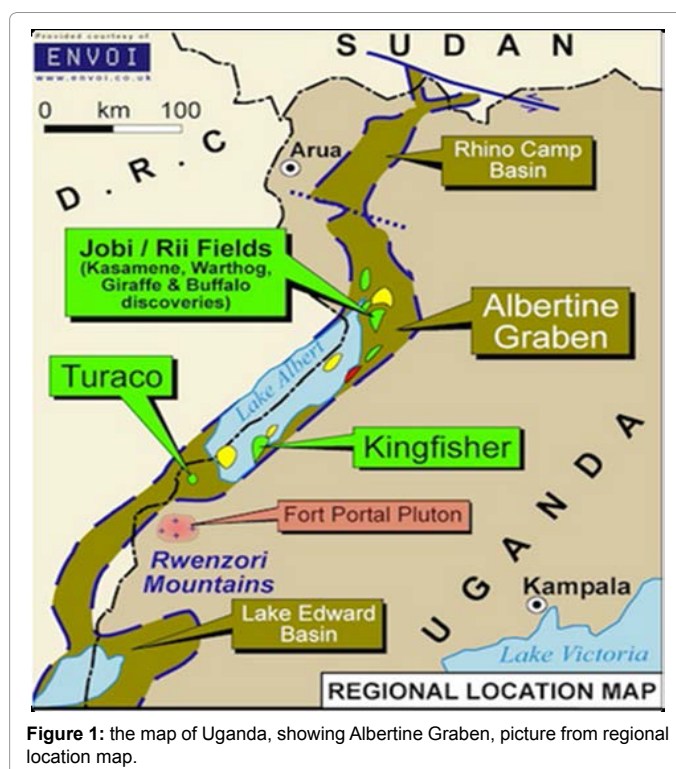 Provided courtesy of
ENVOI
www.envoi.co.uk
S U D A N
0 km 100
D . R . C
Arua
Rhino Camp
Basin
Jobi / Rii Fields
(Kasamene, Warthog,
Giraffe & Buffalo
discoveries)
Albertine
Graben
Lake Albert
Turaco
Kingfisher
Fort Portal Pluton
Rwenzori
Mountains
UGANDA
Kampala
Lake Edward
Basin
Lake Victoria
REGIONAL LOCATION MAP
Figure 1: the map of Uganda, showing Albertine Graben, picture from regional
location map.